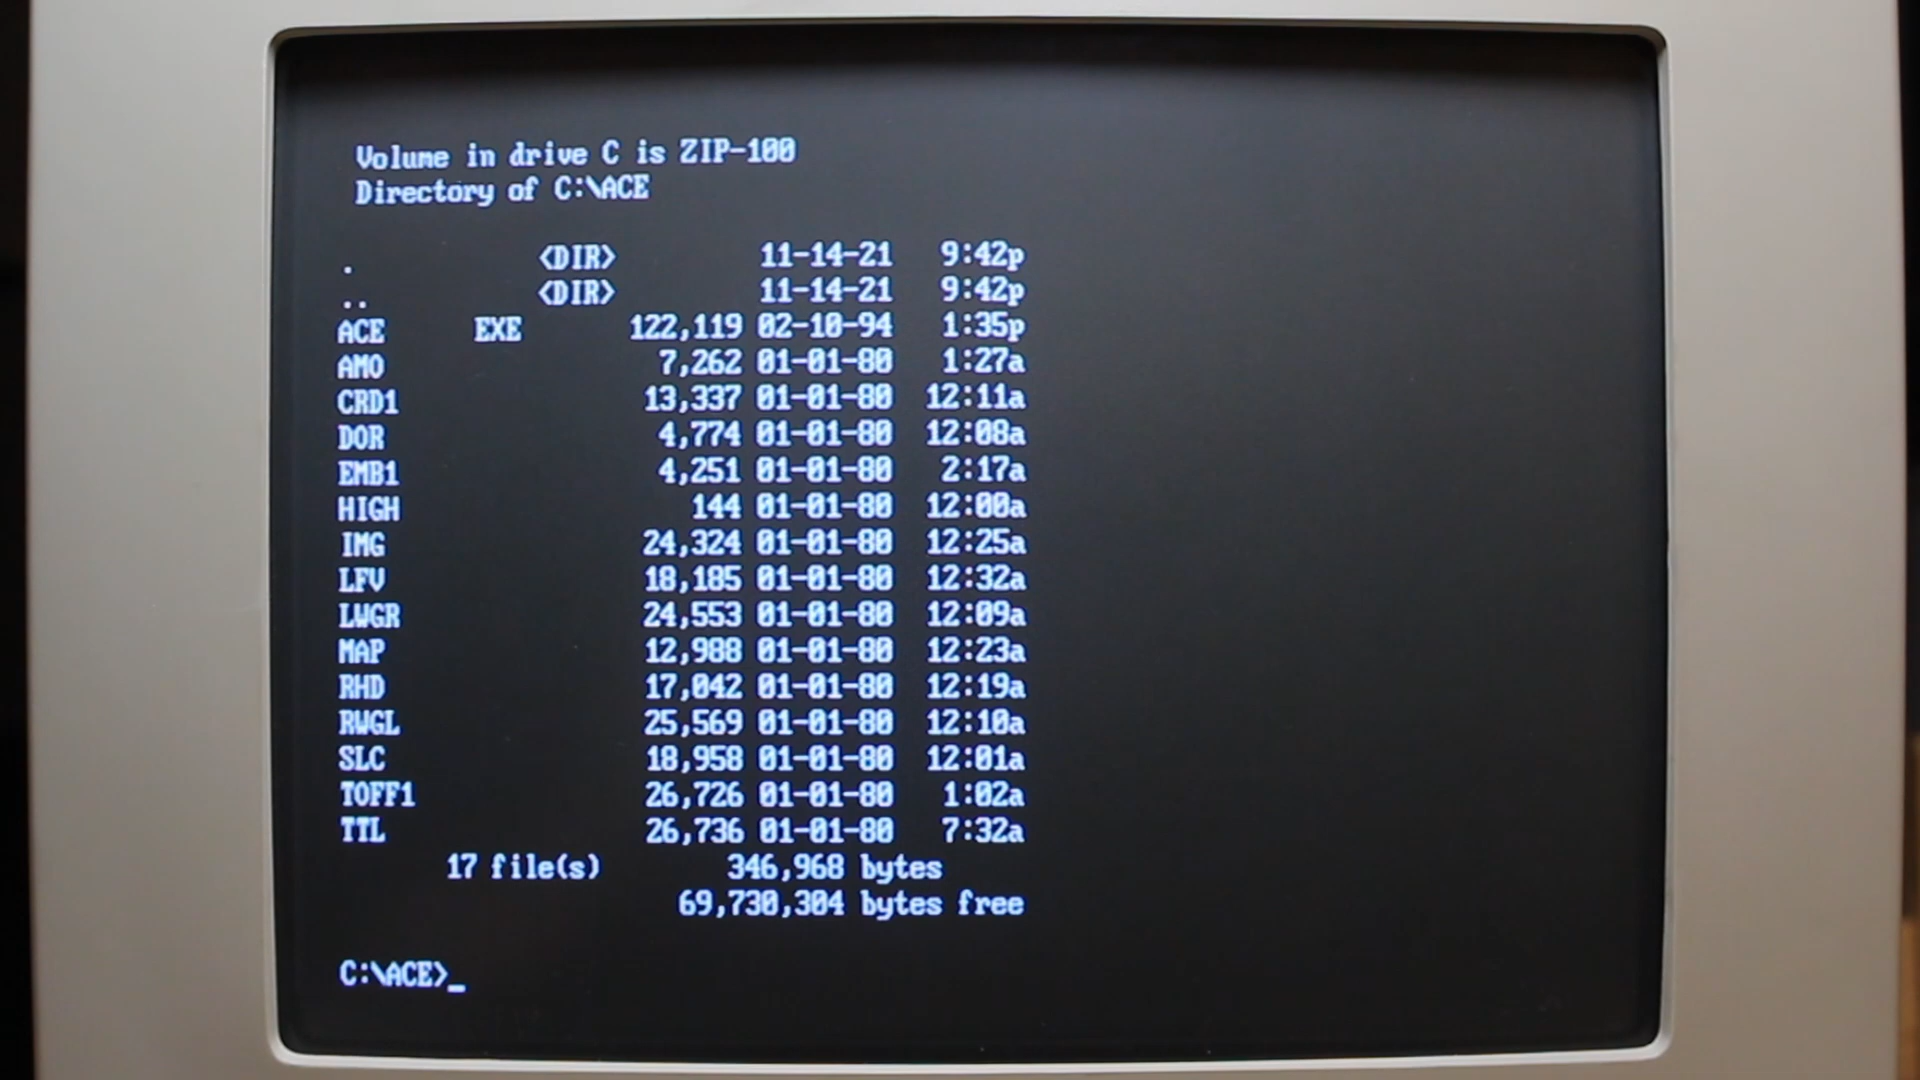 Volume in drive C is ZIP-100
Directory of C:\ACE
. <DIR> 11-14-21 9:42p
.. <DIR> 11-14-21 9:42p
ACE EXE 122,119 02-10-94 1:35p
AMO 7,262 01-01-80 1:27a
CRD1 13,337 01-01-80 12:11a
DOR 4,774 01-01-80 12:08a
EMB1 4,251 01-01-80 2:17a
HIGH 144 01-01-80 12:00a
IMG 24,324 01-01-80 12:25a
LFV 18,185 01-01-80 12:32a
LWGR 24,553 01-01-80 12:09a
MAP 12,988 01-01-80 12:23a
RHD 17,042 01-01-80 12:19a
RWGL 25,569 01-01-80 12:10a
SLC 18,958 01-01-80 12:01a
TOFF1 26,726 01-01-80 1:02a
TTL 26,736 01-01-80 7:32a
17 file(s) 346,968 bytes
69,730,304 bytes free
C:\ACE>_